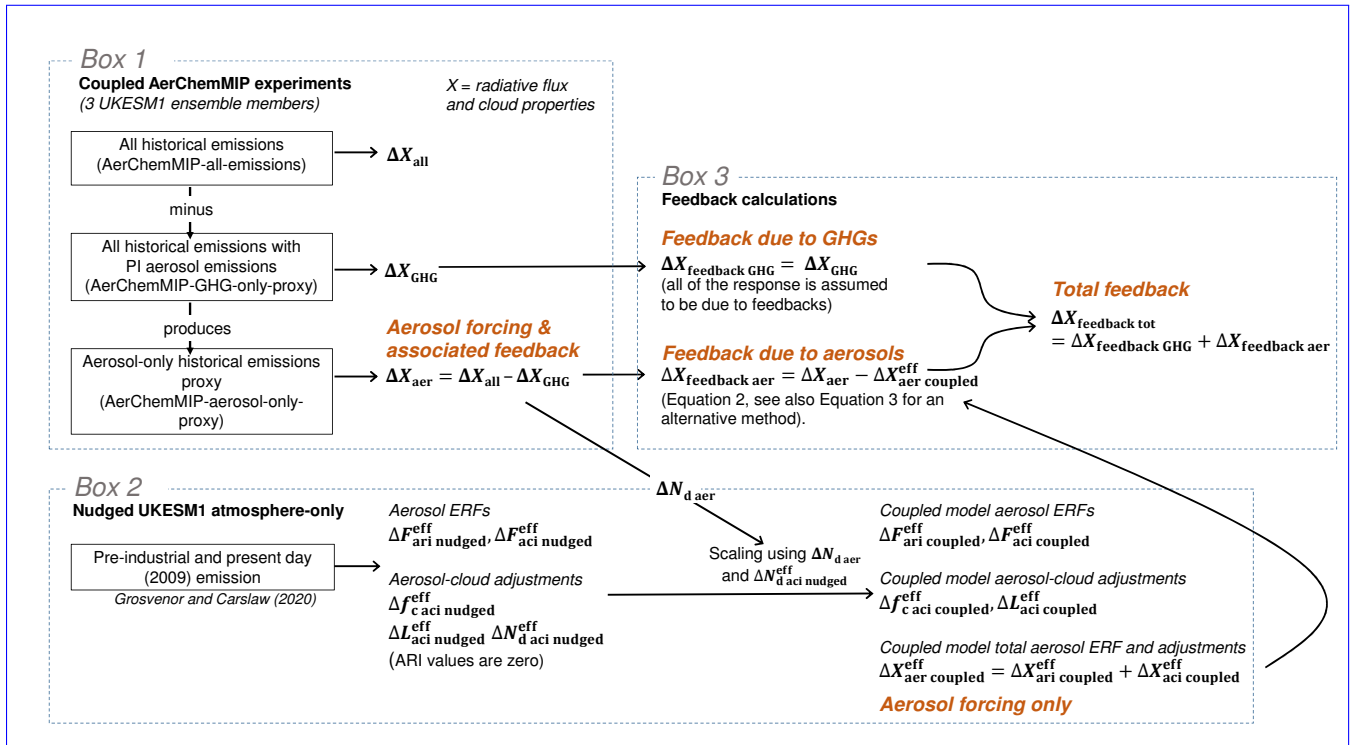 Box 1
Coupled AerChemMIP experiments
(3 UKESM1 ensemble members)
X = radiative flux
and cloud properties
All historical emissions
(AerChemMIP-all-emissions)
ΔX_all
minus
All historical emissions with
PI aerosol emissions
(AerChemMIP-GHG-only-proxy)
ΔX_GHG
produces
Aerosol-only historical emissions
proxy
(AerChemMIP-aerosol-only-
proxy)
Aerosol forcing &
associated feedback
ΔX_aer = ΔX_all – ΔX_GHG
Box 3
Feedback calculations
Feedback due to GHGs
ΔX_feedback GHG = ΔX_GHG
(all of the response is assumed
to be due to feedbacks)
Feedback due to aerosols
ΔX_feedback aer = ΔX_aer − ΔX^eff_aer coupled
(Equation 2, see also Equation 3 for an
alternative method).
Total feedback
ΔX_feedback tot
= ΔX_feedback GHG + ΔX_feedback aer
Box 2
Nudged UKESM1 atmosphere-only
Pre-industrial and present day
(2009) emission
Grosvenor and Carslaw (2020)
Aerosol ERFs
ΔF^eff_ari nudged, ΔF^eff_aci nudged
Aerosol-cloud adjustments
Δf^eff_c aci nudged
ΔL^eff_aci nudged ΔN^eff_d aci nudged
(ARI values are zero)
ΔN_d aer
Scaling using ΔN_d aer
and ΔN^eff_d aci nudged
Coupled model aerosol ERFs
ΔF^eff_ari coupled, ΔF^eff_aci coupled
Coupled model aerosol-cloud adjustments
Δf^eff_c aci coupled, ΔL^eff_aci coupled
Coupled model total aerosol ERF and adjustments
ΔX^eff_aer coupled = ΔX^eff_ari coupled + ΔX^eff_aci coupled
Aerosol forcing only